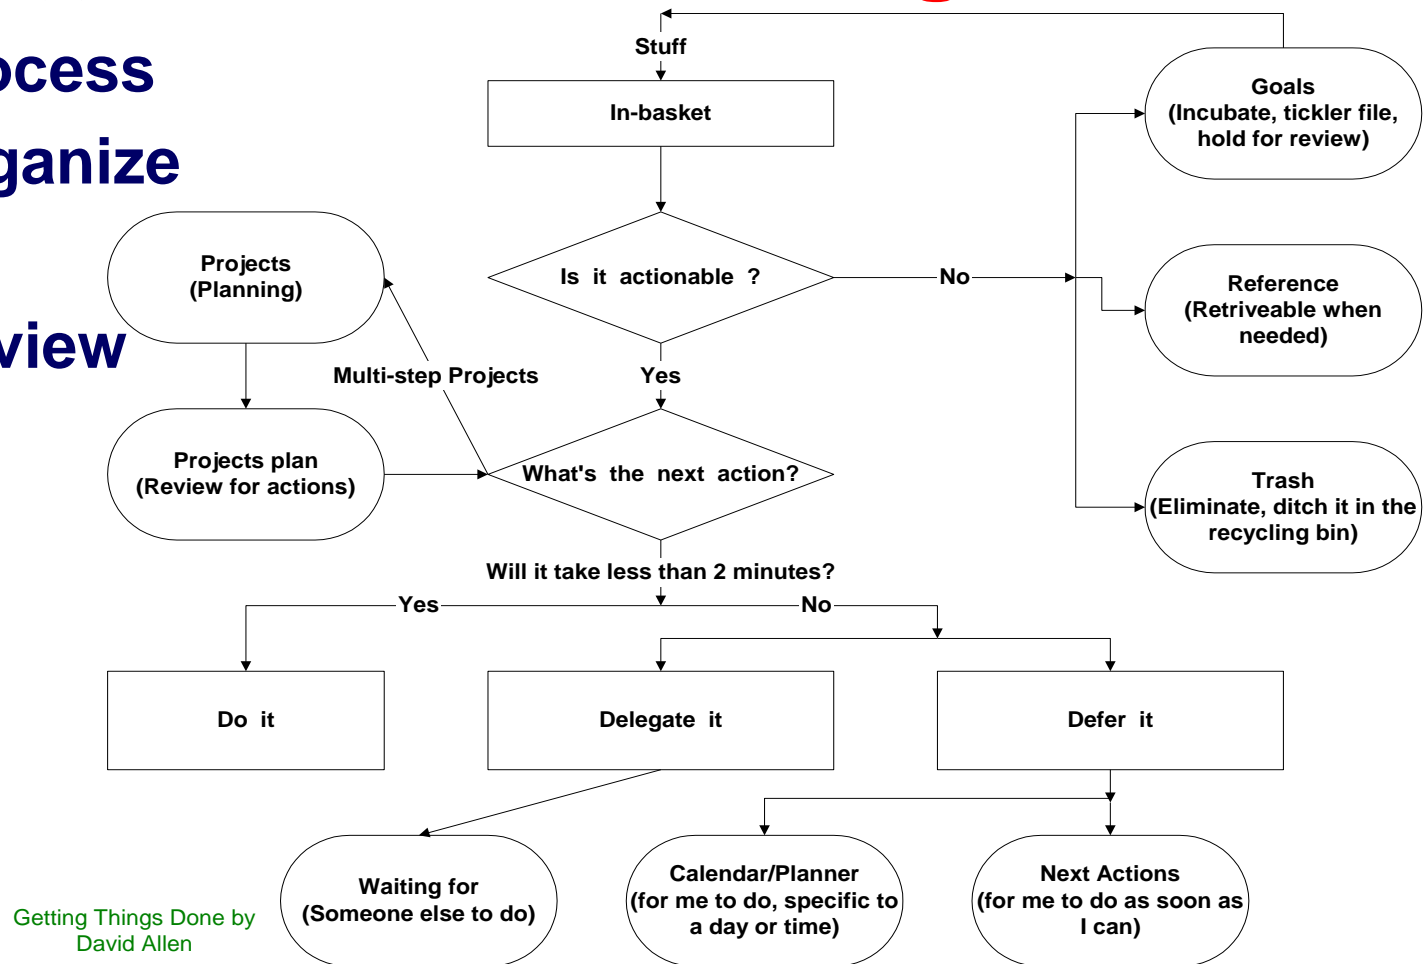 ocess
ganize
view
Stuff
In-basket
Goals
(Incubate, tickler file,
hold for review)
Is it actionable ?
No
Reference
(Retriveable when
needed)
Projects
(Planning)
Multi-step Projects
Yes
Projects plan
(Review for actions)
What's the next action?
Trash
(Eliminate, ditch it in the
recycling bin)
Will it take less than 2 minutes?
Yes
No
Do it
Delegate it
Defer it
Waiting for
(Someone else to do)
Calendar/Planner
(for me to do, specific to
a day or time)
Next Actions
(for me to do as soon as
I can)
Getting Things Done by
David Allen